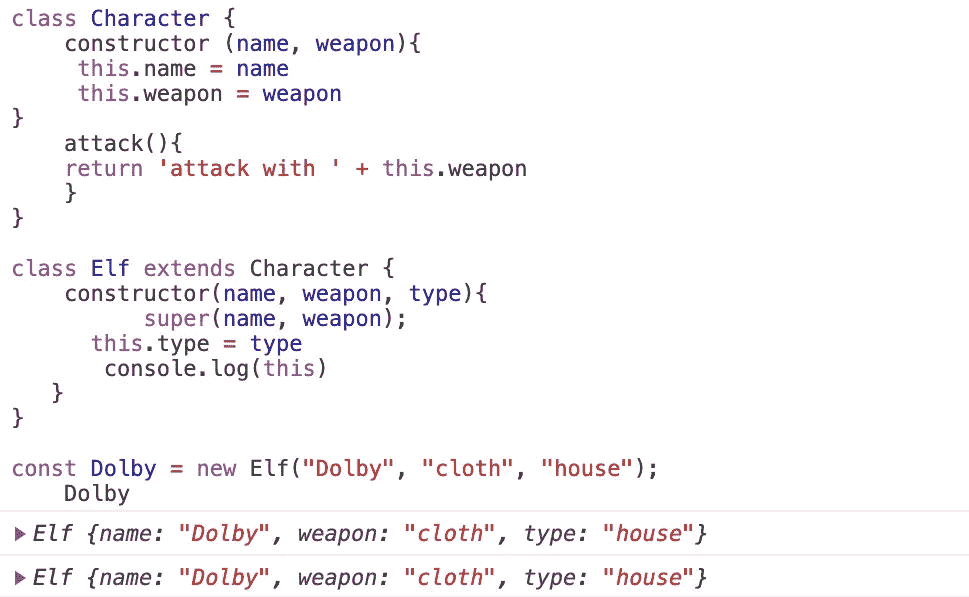 class Character {
    constructor (name, weapon){
     this.name = name
     this.weapon = weapon
}
    attack(){
    return 'attack with ' + this.weapon
    }
}

class Elf extends Character {
    constructor(name, weapon, type){
          super(name, weapon);
      this.type = type
       console.log(this)
   }
}

const Dolby = new Elf("Dolby", "cloth", "house");
    Dolby
▶ Elf {name: "Dolby", weapon: "cloth", type: "house"}
▶ Elf {name: "Dolby", weapon: "cloth", type: "house"}